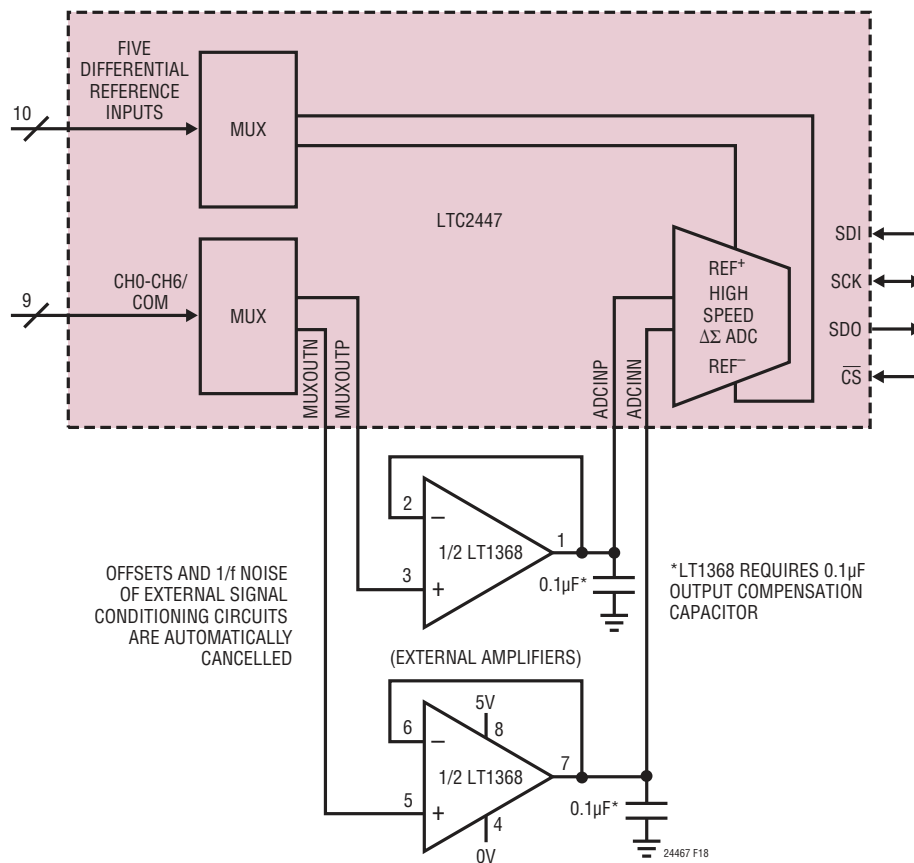 FIVE
DIFFERENTIAL
REFERENCE
INPUTS
10
MUX
LTC2447
CH0-CH6/
COM
9
MUX
MUXOUTN
MUXOUTP
REF+
HIGH
SPEED
ΔΣ ADC
REF–
ADCINP
ADCINN
SDI
SCK
SDO
CS
2
–
1/2 LT1368
1
3
+
0.1µF*
*LT1368 REQUIRES 0.1µF
OUTPUT COMPENSATION
CAPACITOR
OFFSETS AND 1/f NOISE
OF EXTERNAL SIGNAL
CONDITIONING CIRCUITS
ARE AUTOMATICALLY
CANCELLED
(EXTERNAL AMPLIFIERS)
5V
8
6
–
1/2 LT1368
7
5
+
4
0V
0.1µF*
24467 F18